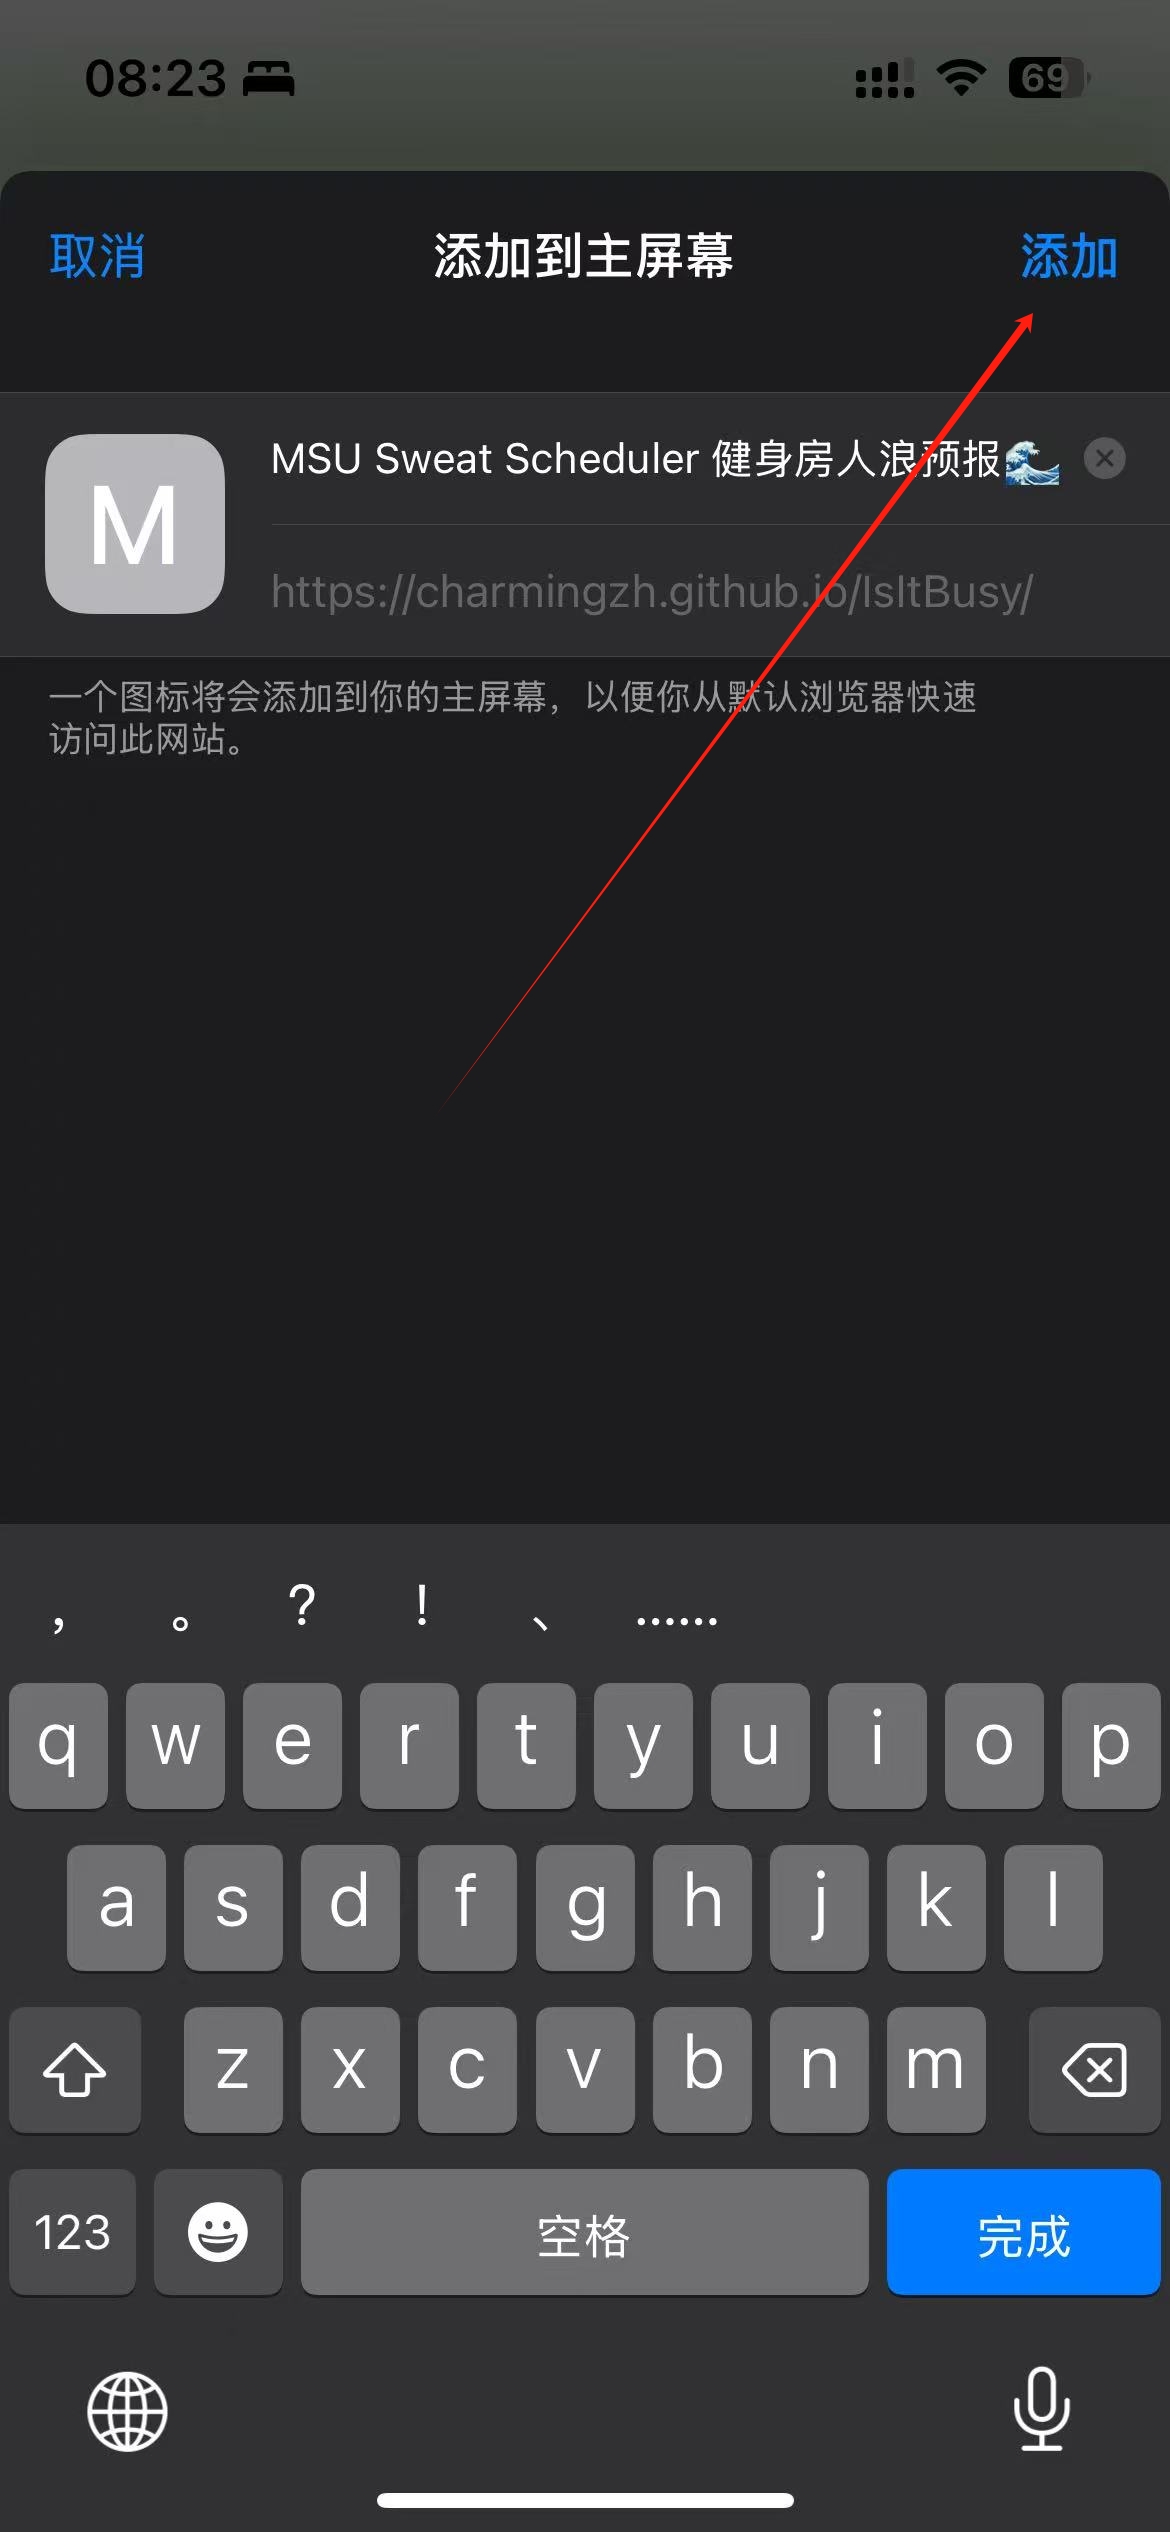 08:23
69
取消 添加到主屏幕 添加
M
MSU Sweat Scheduler 健身房人浪预报🌊
https://charmingzh.github.io/IsItBusy/
一个图标将会添加到你的主屏幕，以便你从默认浏览器快速
访问此网站。
， 。 ? ! 、 ……
q w e r t y u i o p
a s d f g h j k l
z x c v b n m
123 空格 完成